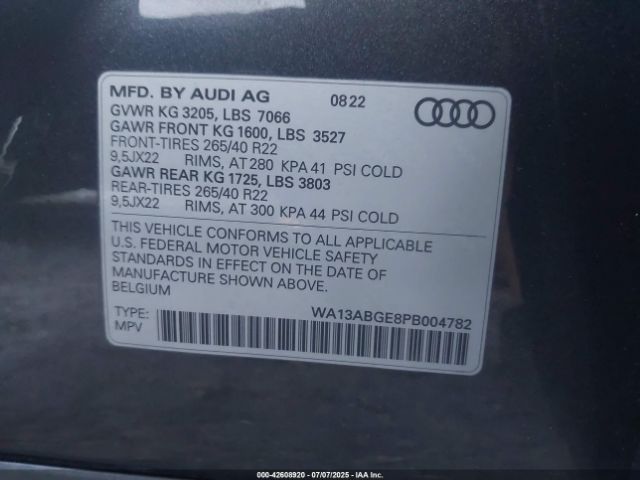 MFD. BY AUDI AG 0822
GVWR KG 3205, LBS 7066
GAWR FRONT KG 1600, LBS 3527
FRONT-TIRES 265/40 R22
9,5JX22 RIMS, AT 280 KPA 41 PSI COLD
GAWR REAR KG 1725, LBS 3803
REAR-TIRES 265/40 R22
9,5JX22 RIMS, AT 300 KPA 44 PSI COLD
THIS VEHICLE CONFORMS TO ALL APPLICABLE
U.S. FEDERAL MOTOR VEHICLE SAFETY
STANDARDS IN EFFECT ON THE DATE OF
MANUFACTURE SHOWN ABOVE.
BELGIUM
TYPE: WA13ABGE8PB004782
MPV
000-42608920 - 07/07/2025 - IAA Inc.